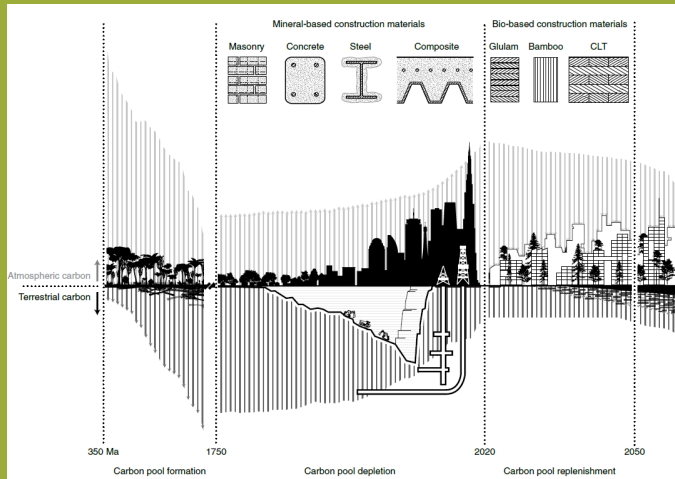 Mineral-based construction materials
Bio-based construction materials
Masonry
Concrete
Steel
Composite
Glulam
Bamboo
CLT
Atmospheric carbon
Terrestrial carbon
350 Ma
1750
2020
2050
Carbon pool formation
Carbon pool depletion
Carbon pool replenishment